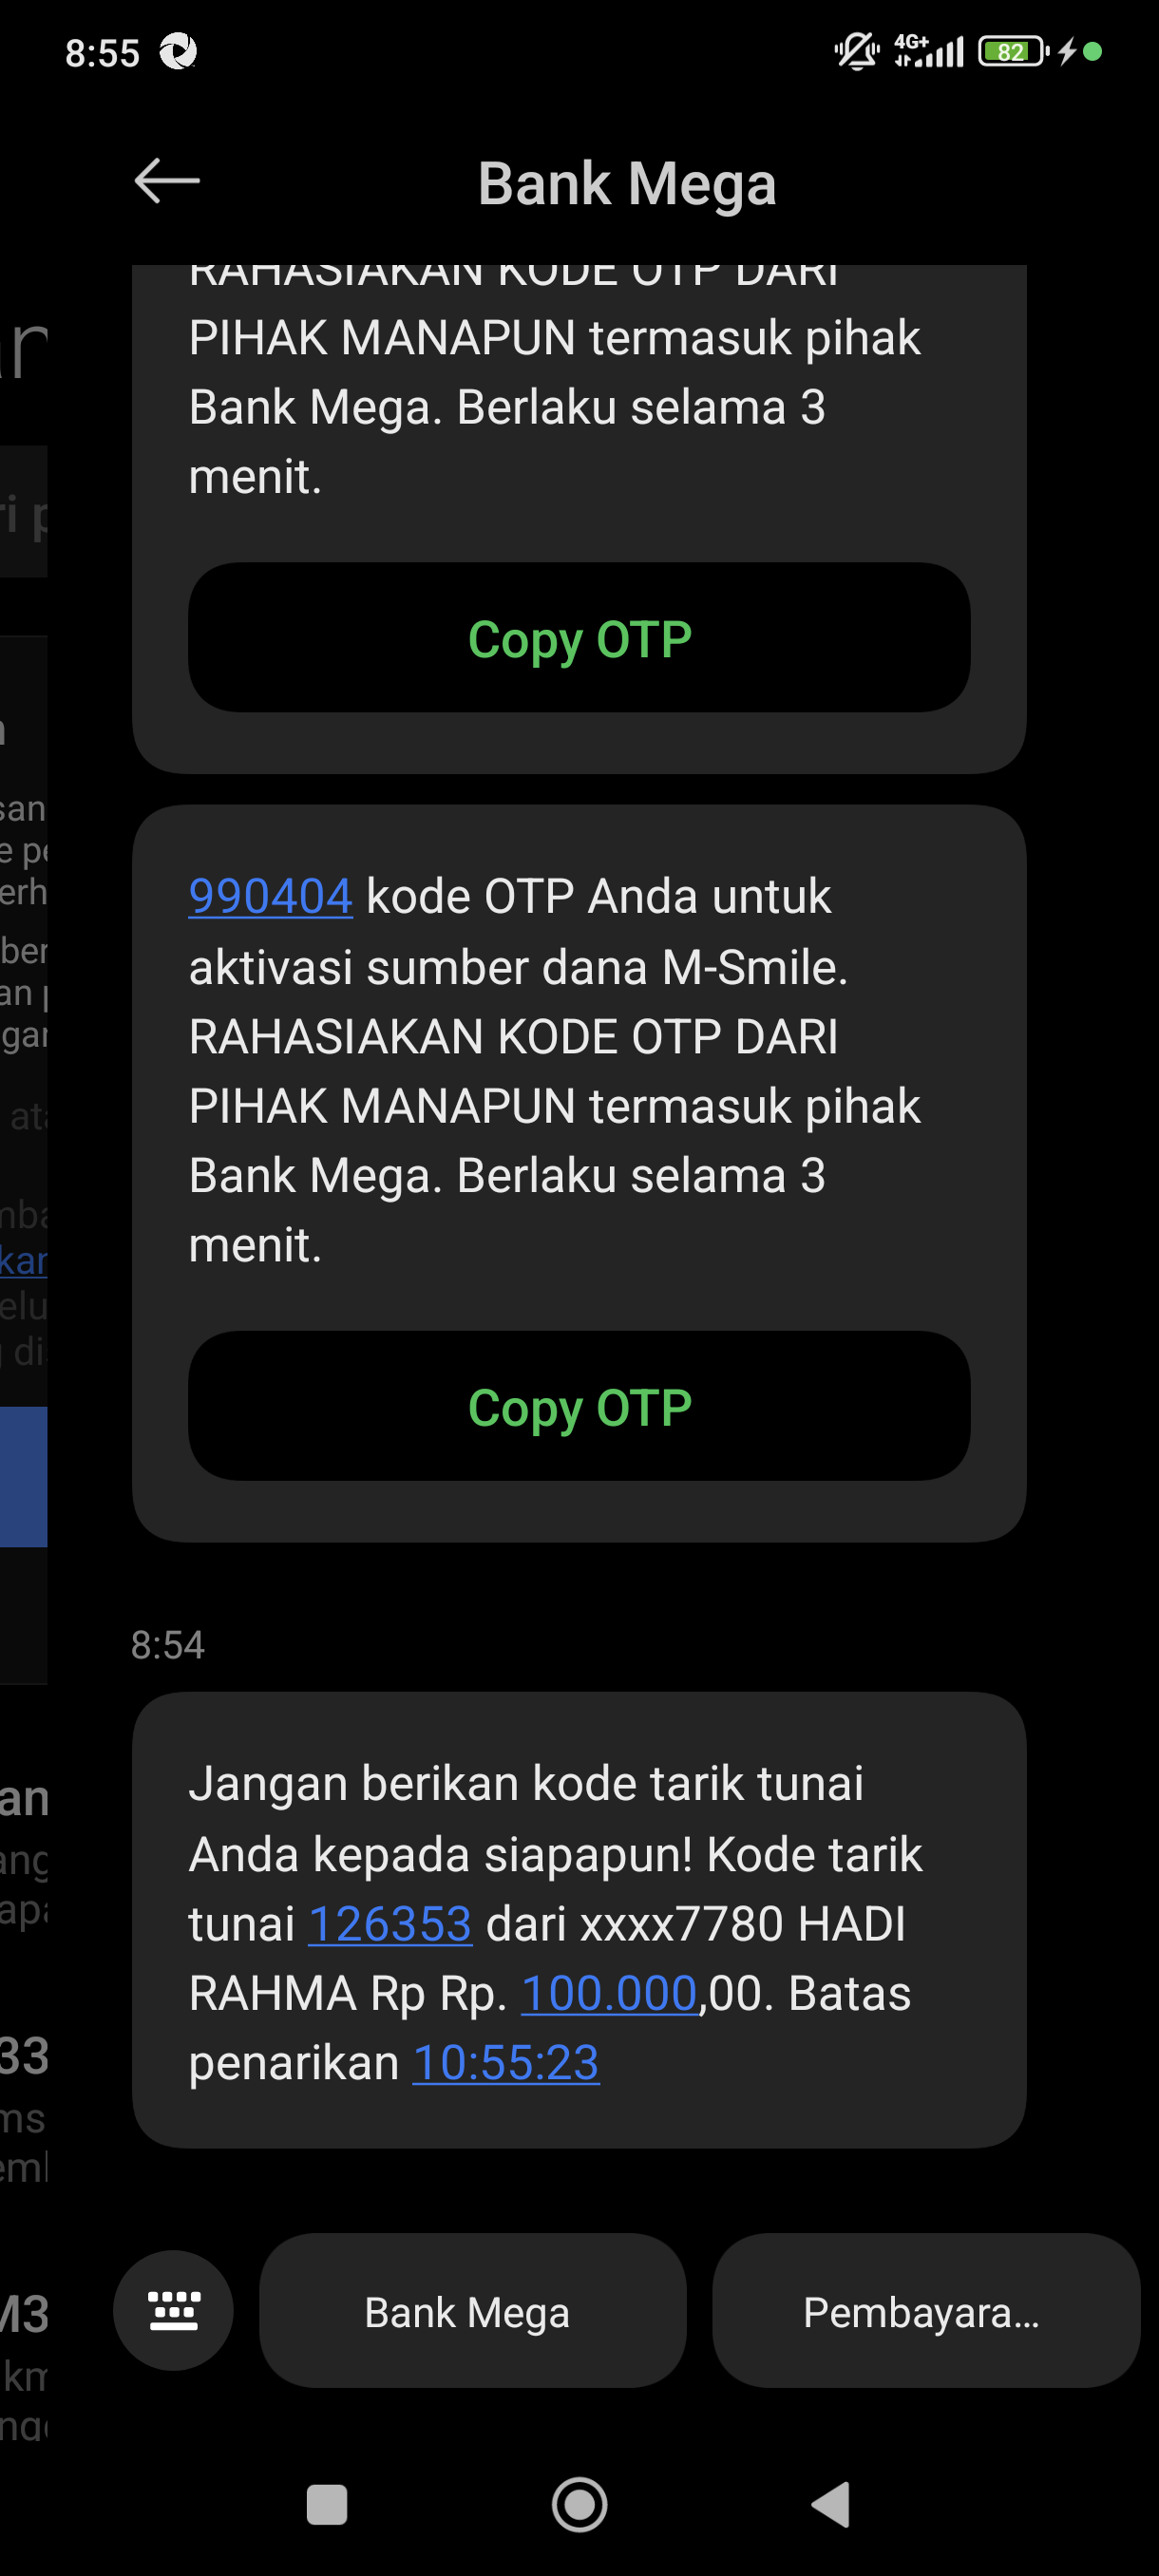 8:55
4G+
82
Bank Mega
RAHASIAKAN KODE OTP DARI
PIHAK MANAPUN termasuk pihak
Bank Mega. Berlaku selama 3
menit.
Copy OTP
990404 kode OTP Anda untuk
aktivasi sumber dana M-Smile.
RAHASIAKAN KODE OTP DARI
PIHAK MANAPUN termasuk pihak
Bank Mega. Berlaku selama 3
menit.
Copy OTP
8:54
Jangan berikan kode tarik tunai
Anda kepada siapapun! Kode tarik
tunai 126353 dari xxxx7780 HADI
RAHMA Rp Rp. 100.000,00. Batas
penarikan 10:55:23
Bank Mega
Pembayara...